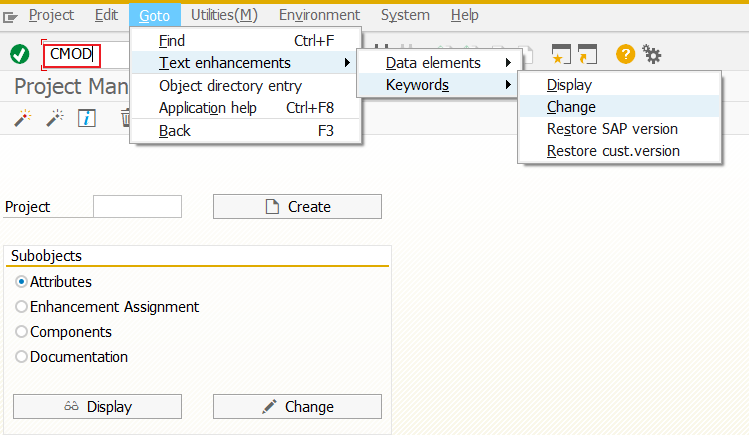 Project Edit Goto Utilities(M) Environment System Help
CMOD
Find Ctrl+F
Text enhancements
Object directory entry
Application help Ctrl+F8
Back F3
Data elements
Keywords
Display
Change
Restore SAP version
Restore cust.version
Project Man
Project
Create
Subobjects
Attributes
Enhancement Assignment
Components
Documentation
Display Change